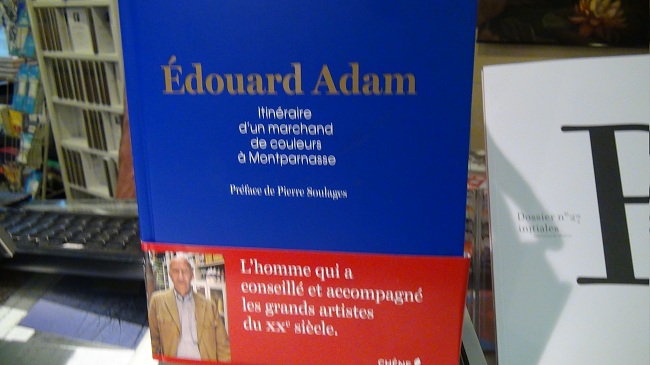 Édouard Adam
Itinéraire
d'un marchand
de couleurs
à Montparnasse
Préface de Pierre Soulages
L'homme qui a
conseillé et accompagné
les grands artistes
du XXe siècle.
CHÊNE
Dossier n°27
initiales